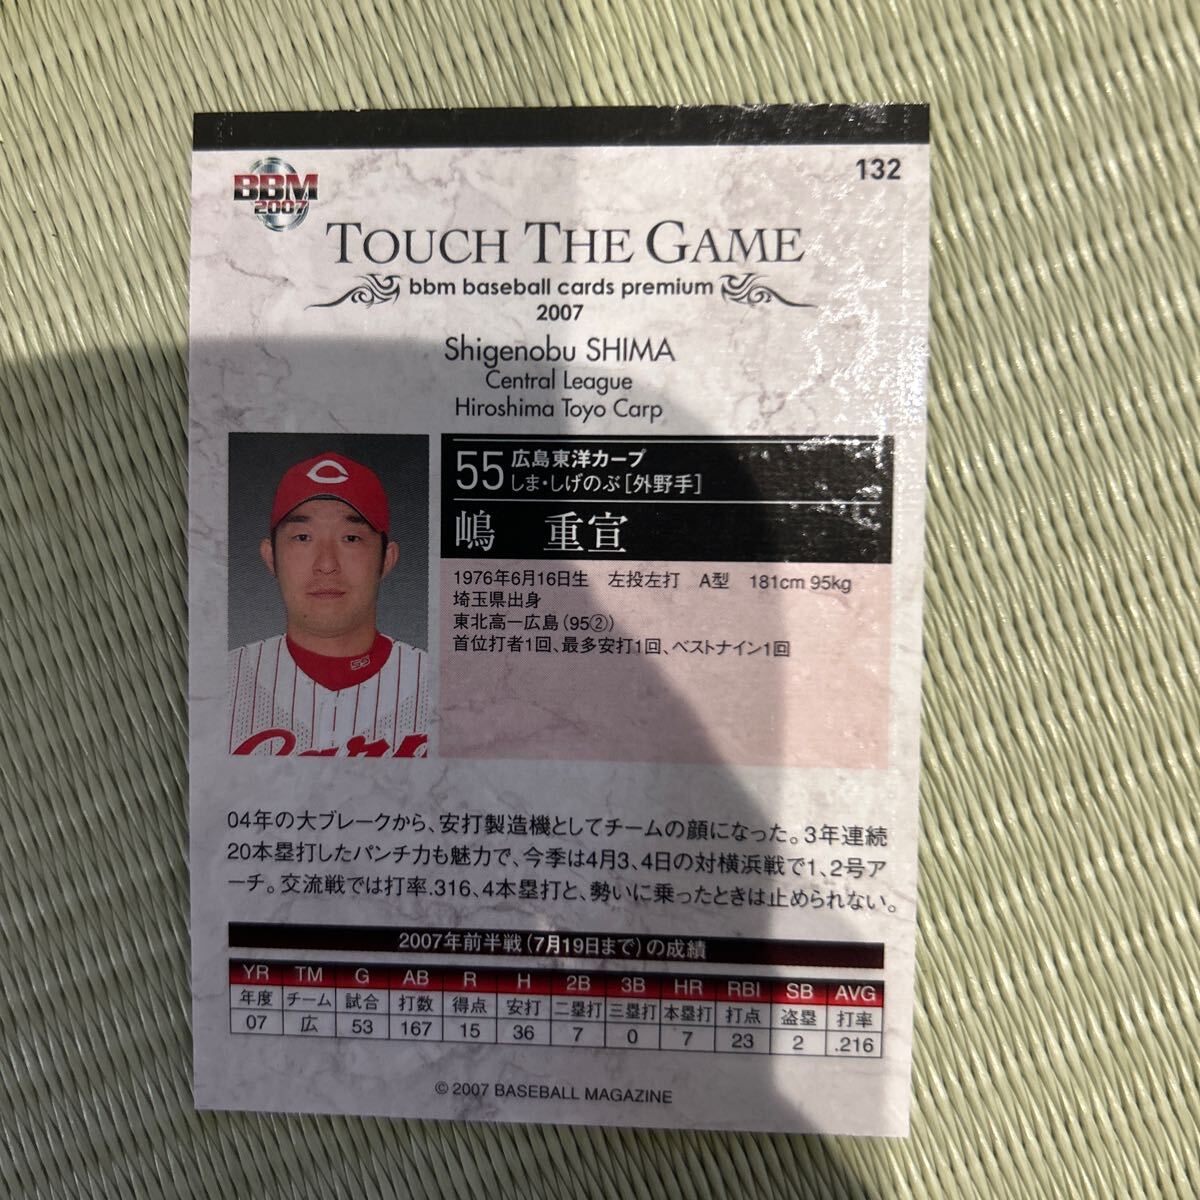 BBM
2007
132
TOUCH THE GAME
bbm baseball cards premium
2007
Shigenobu SHIMA
Central League
Hiroshima Toyo Carp
55 広島東洋カープ
しま・しげのぶ[外野手]
嶋 重宣
1976年6月16日生 左投左打 A型 181cm 95kg
埼玉県出身
東北高ー広島(95②)
首位打者1回、最多安打1回、ベストナイン1回
55
Carp
04年の大ブレークから、安打製造機としてチームの顔になった。3年連続
20本塁打したパンチ力も魅力で、今季は4月3、4日の対横浜戦で1、2号ア
ーチ。交流戦では打率.316、4本塁打と、勢いに乗ったときは止められない。
2007年前半戦(7月19日まで)の成績
YR TM G AB R H 2B 3B HR RBI SB AVG
年度 チーム 試合 打数 得点 安打 二塁打 三塁打 本塁打 打点 盗塁 打率
07 広 53 167 15 36 7 0 7 23 2 .216
© 2007 BASEBALL MAGAZINE